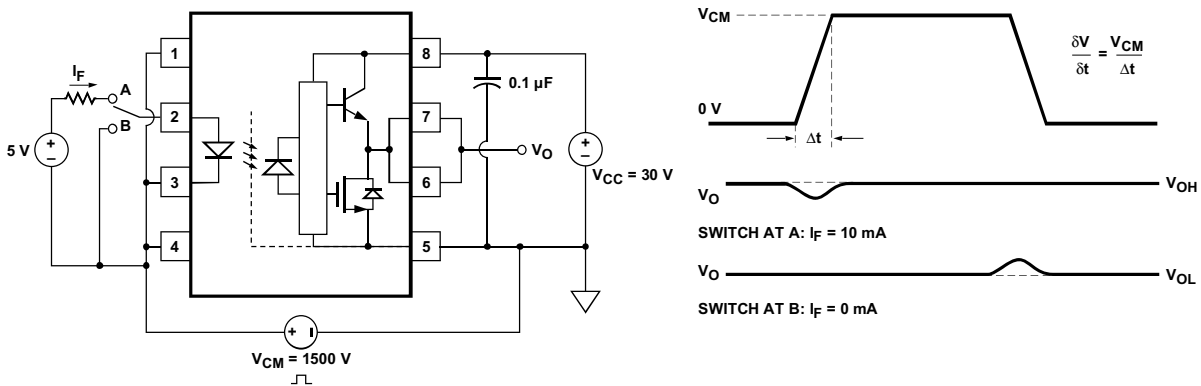 I_F
A
B
5 V
+
−
1
2
3
4
8
7
6
5
0.1 µF
V_O
+
−
V_CC = 30 V
+ −
V_CM = 1500 V
V_CM
0 V
Δt
δV/δt = V_CM/Δt
V_O
V_OH
SWITCH AT A: I_F = 10 mA
V_O
V_OL
SWITCH AT B: I_F = 0 mA